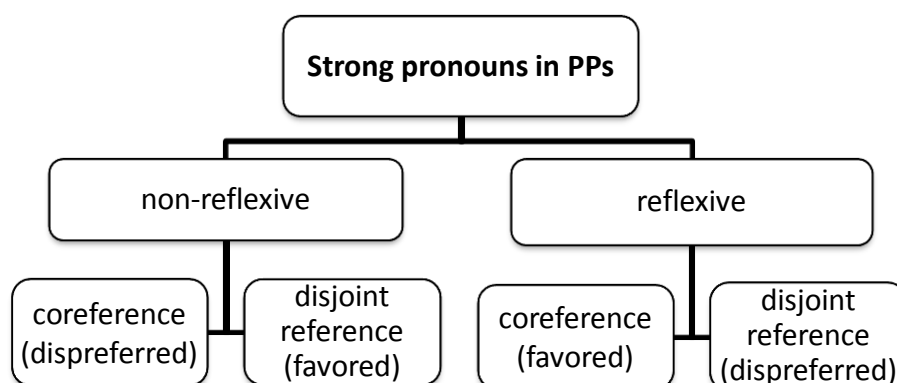 Strong pronouns in PPs
non-reflexive
reflexive
coreference
(dispreferred)
disjoint
reference
(favored)
coreference
(favored)
disjoint
reference
(dispreferred)